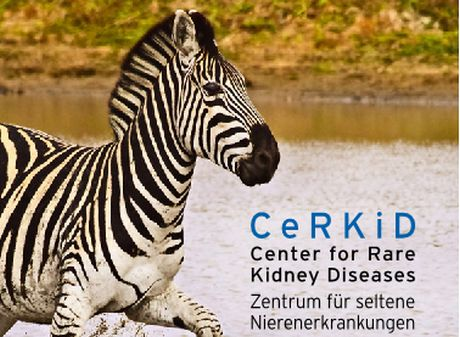 CeRKiD
Center for Rare
Kidney Diseases
Zentrum für seltene
Nierenerkrankungen